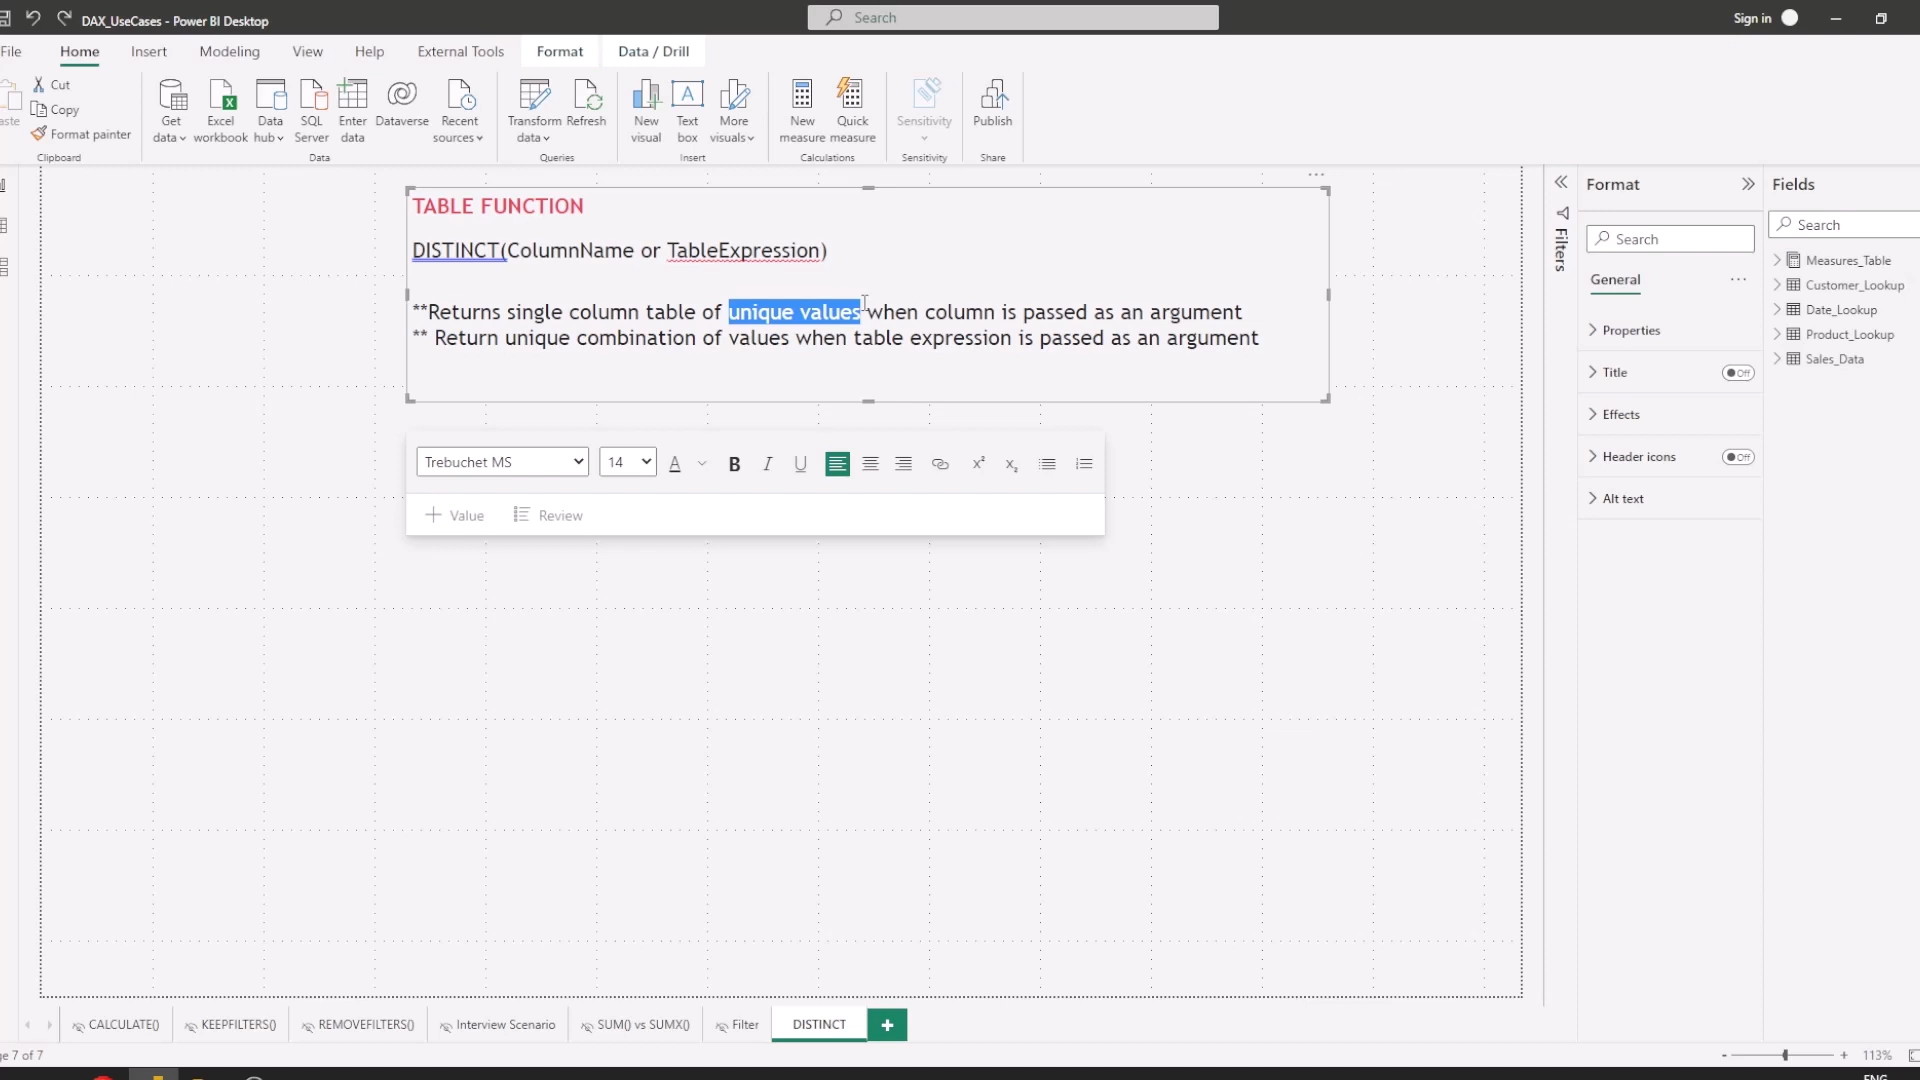 DAX_UseCases - Power BI Desktop
Search
Sign in
File
Home
Insert
Modeling
View
Help
External Tools
Format
Data / Drill
Cut
Copy
Format painter
Clipboard
Get data
Excel workbook
Data hub
SQL Server
Enter data
Dataverse
Recent sources
Data
Transform data
Refresh
Queries
New visual
Text box
More visuals
Insert
New measure
Quick measure
Calculations
Sensitivity
Sensitivity
Publish
Share
TABLE FUNCTION
DISTINCT(ColumnName or TableExpression)
**Returns single column table of unique values when column is passed as an argument
** Return unique combination of values when table expression is passed as an argument
Trebuchet MS
14
Value
Review
Filters
Format
Search
General
Properties
Title
Off
Effects
Header icons
Off
Alt text
Fields
Search
Measures_Table
Customer_Lookup
Date_Lookup
Product_Lookup
Sales_Data
CALCULATE()
KEEPFILTERS()
REMOVEFILTERS()
Interview Scenario
SUM() vs SUMX()
Filter
DISTINCT
7 of 7
113%